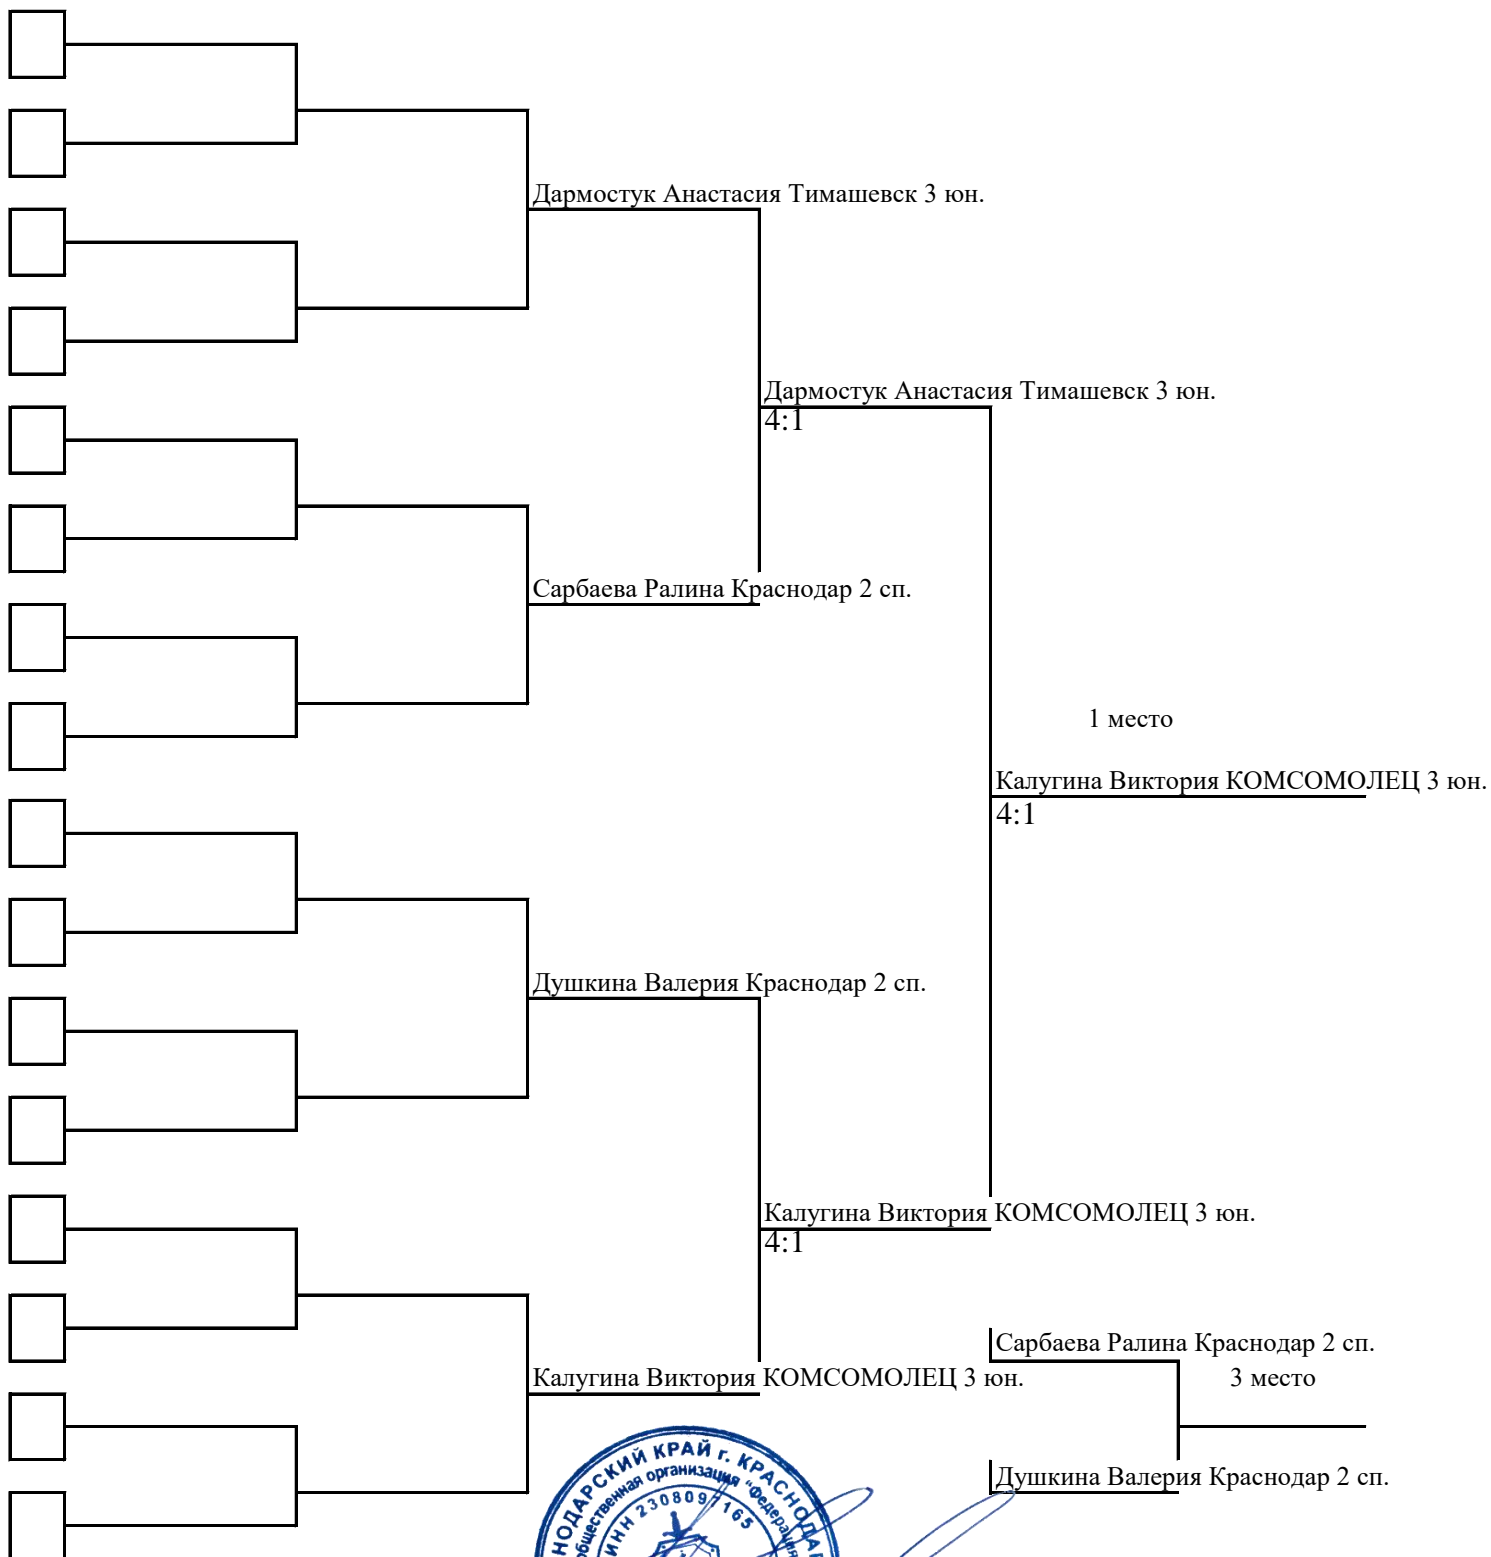 Дармостук Анастасия Тимашевск 3 юн.
Дармостук Анастасия Тимашевск 3 юн.
4:1
Сарбаева Ралина Краснодар 2 сп.
1 место
Калугина Виктория КОМСОМОЛЕЦ 3 юн.
4:1
Душкина Валерия Краснодар 2 сп.
Калугина Виктория КОМСОМОЛЕЦ 3 юн.
4:1
Сарбаева Ралина Краснодар 2 сп.
Калугина Виктория КОМСОМОЛЕЦ 3 юн.
3 место
Душкина Валерия Краснодар 2 сп.
КРАЙ г.
общественная организация "Федерация
ИНН 2308097165